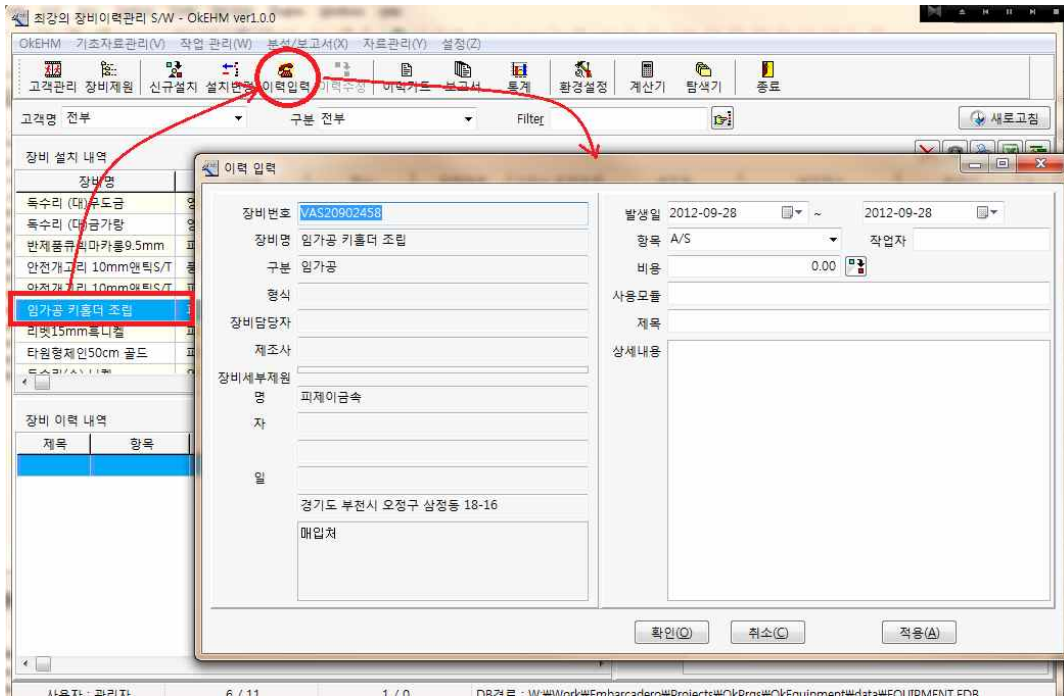 최강의 장비이력관리 S/W - OkEHM ver1.0.0
OkEHM 기초자료관리(V) 작업 관리(W) 분석/보고서(X) 자료관리(Y) 설정(Z)
고객관리 장비제원 신규설치 설치변경 이력입력 이력수정 이력카드 보고서 통계 환경설정 계산기 탐색기 종료
고객명 전부 구분 전부 Filter 새로고침
장비 설치 내역
장비명
독수리 (대)무도금
독수리 (대)금가랑
반제품큐빅마카롱9.5mm
안전개고리 10mm앤틱S/T
안전개고리 10mm앤틱S/T
임가공 키홀더 조립
리벳15mm흑니켈
타원형체인50cm 골드
장비 이력 내역
제목 항목
이력 입력
장비번호 VAS20902458
장비명 임가공 키홀더 조립
구분 임가공
형식
장비담당자
제조사
장비세부제원
명 피제이금속
자
일
경기도 부천시 오정구 삼정동 18-16
매입처
발생일 2012-09-28 ~ 2012-09-28
항목 A/S 작업자
비용 0.00
사용모듈
제목
상세내용
확인(O) 취소(C) 적용(A)
사용자 : 관리자 6 / 11 1 / 0 DB경로 : W:₩Work₩Embarcadero₩Projects₩OkPrgs₩OkEquipment₩data₩EQUIPMENT.FDB